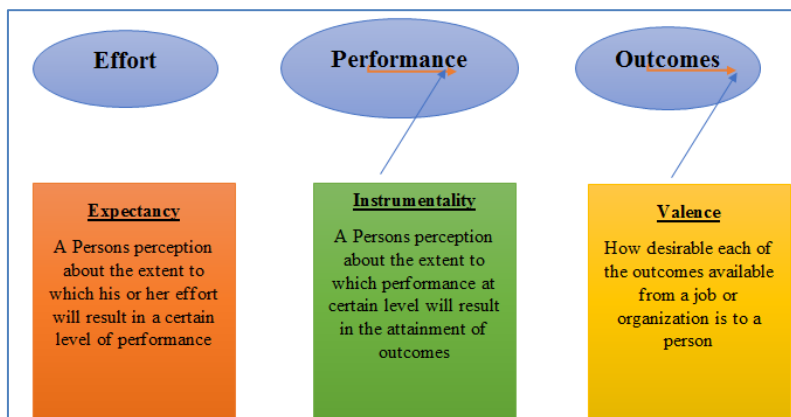 Effort
Performance
Outcomes
Expectancy
A Persons perception
about the extent to
which his or her effort
will result in a certain
level of performance
Instrumentality
A Persons perception
about the extent to
which performance at
certain level will result
in the attainment of
outcomes
Valence
How desirable each of
the outcomes available
from a job or
organization is to a
person